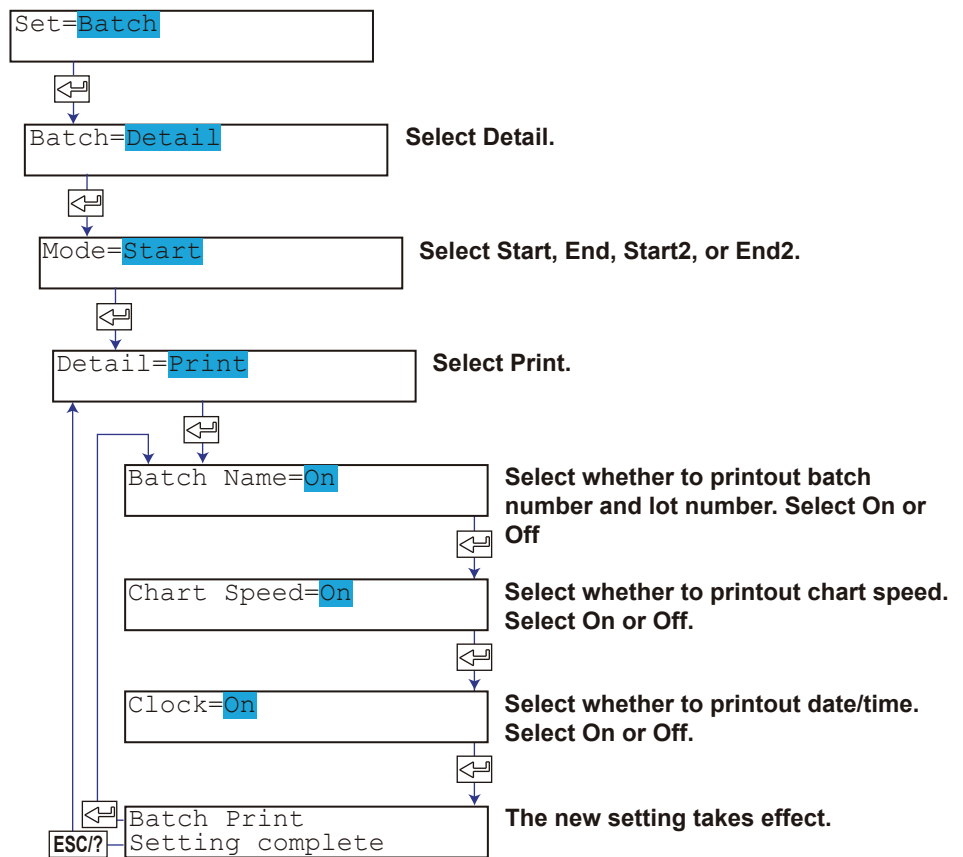 Set=Batch
Batch=Detail
Select Detail.
Mode=Start
Select Start, End, Start2, or End2.
Detail=Print
Select Print.
Batch Name=On
Select whether to printout batch
number and lot number. Select On or
Off
Chart Speed=On
Select whether to printout chart speed.
Select On or Off.
Clock=On
Select whether to printout date/time.
Select On or Off.
Batch Print
Setting complete
The new setting takes effect.
ESC/?